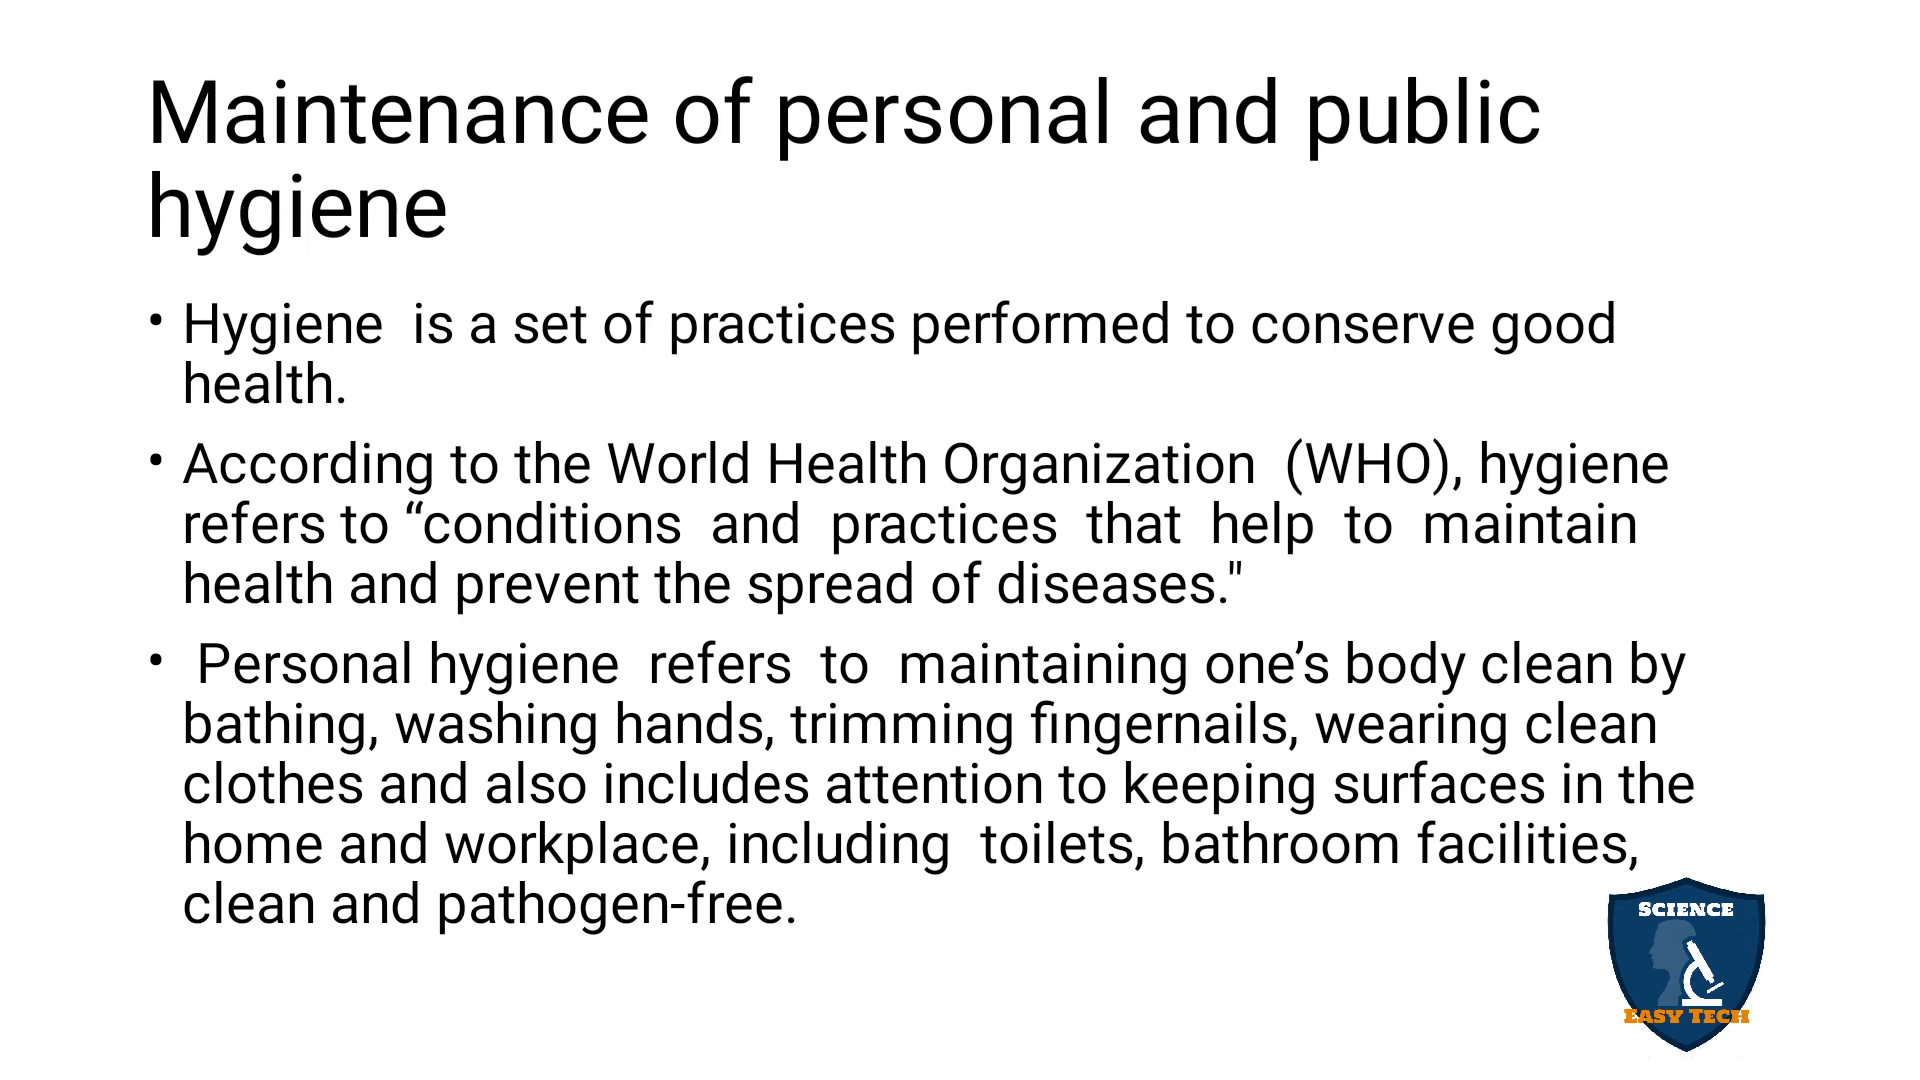 Maintenance of personal and public
hygiene
• Hygiene  is a set of practices performed to conserve good
health.
• According to the World Health Organization  (WHO), hygiene
refers to “conditions  and  practices  that  help  to  maintain
health and prevent the spread of diseases."
•  Personal hygiene  refers  to  maintaining one’s body clean by
bathing, washing hands, trimming fingernails, wearing clean
clothes and also includes attention to keeping surfaces in the
home and workplace, including  toilets, bathroom facilities,
clean and pathogen-free.
SCIENCE
EASY TECH